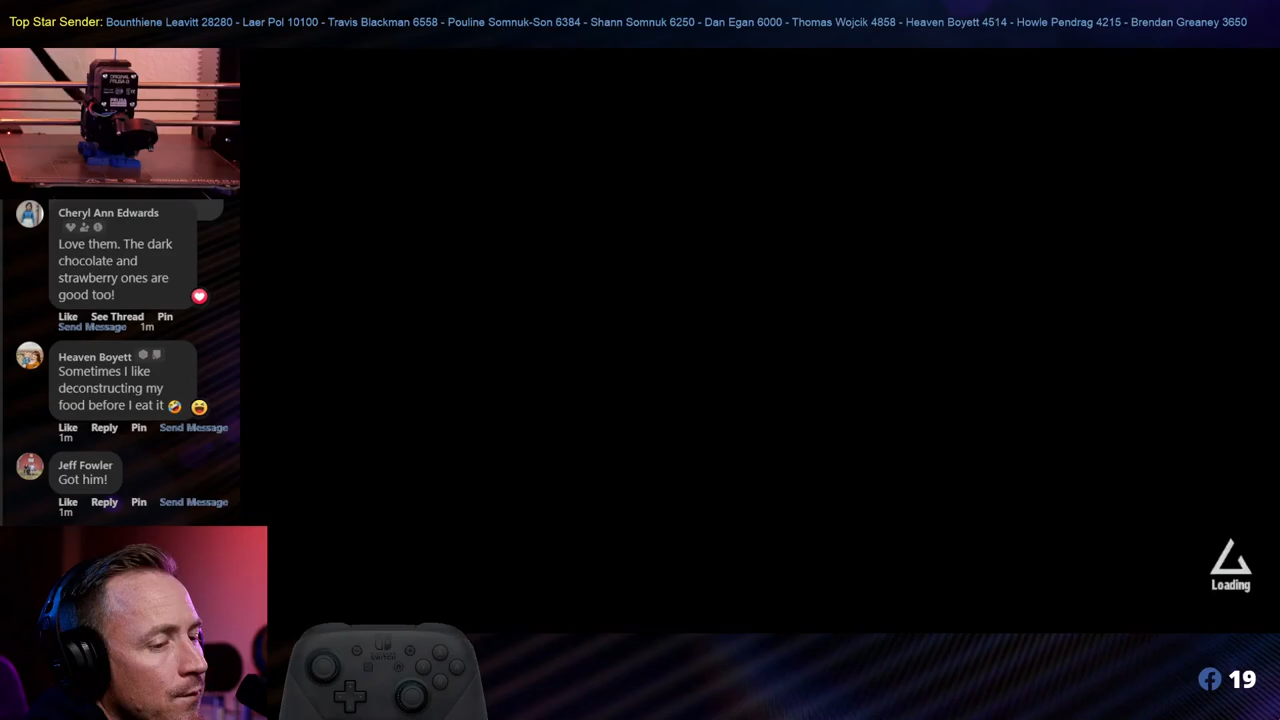 Top Star Sender: Bounthiene Leavitt 28280 - Laer Pol 10100 - Travis Blackman 6558 - Pouline Somnuk-Son 6384 - Shann Somnuk 6250 - Dan Egan 6000 - Thomas Wojcik 4858 - Heaven Boyett 4514 - Howle Pendrag 4215 - Brendan Greaney 3650
ORIGINAL
PRUSA
PRUSA
Cheryl Ann Edwards
Love them. The dark
chocolate and
strawberry ones are
good too!
Like See Thread Pin
Send Message 1m
Heaven Boyett
Sometimes I like
deconstructing my
food before I eat it
Like Reply Pin Send Message
1m
Jeff Fowler
Got him!
Like Reply Pin Send Message
1m
Loading
SWITCH
19